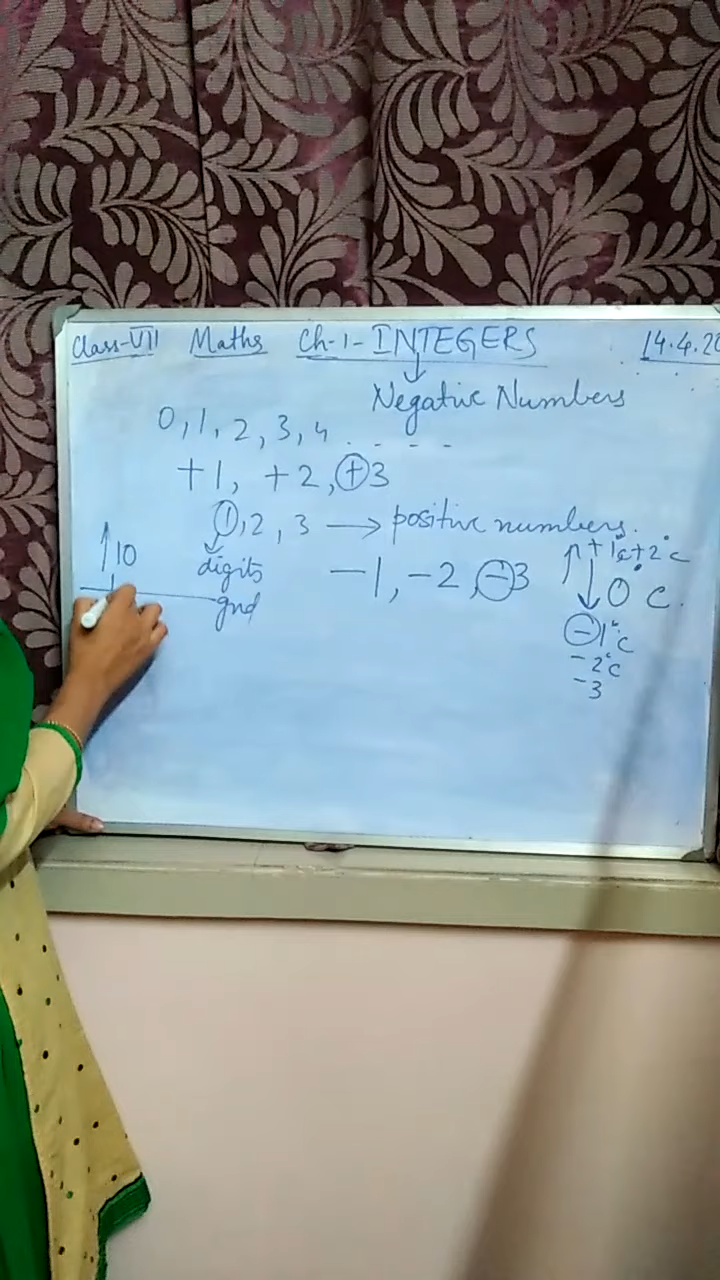 Class-VII Maths Ch-1- INTEGERS 14.4.20
Negative Numbers
0, 1, 2, 3, 4 . - - - -
+1, +2, +3
1, 2, 3 → positive numbers.
digits
-1, -2, -3
↑ 10
gnd
+1°c +2°c
0°C.
-1°C
-2°C
-3